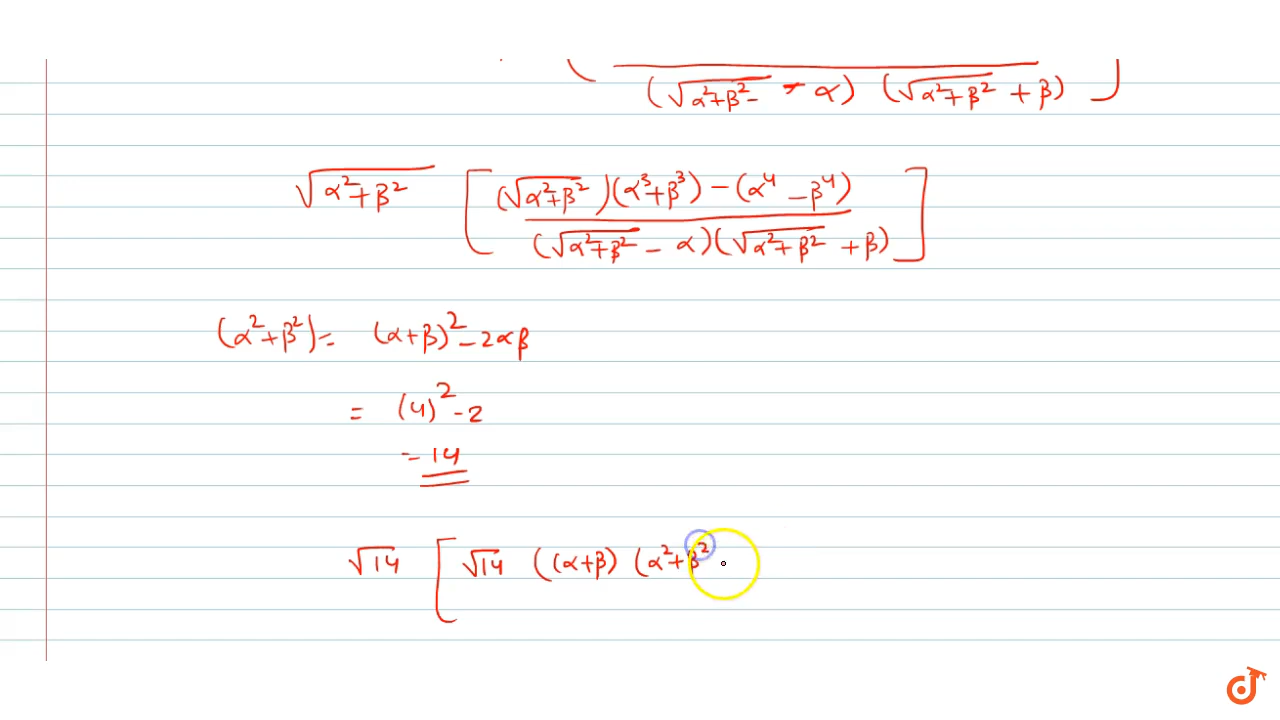 (√α²+β² - α) (√α²+β² + β)
√α²+β² [ (√α²+β²)(α³+β³) - (α⁴ - β⁴)
(√α²+β² - α)(√α²+β² + β) ]
(α²+β²) = (α+β)² - 2αβ
= (4)² - 2
= 14
√14 [ √14 ((α+β) (α²+β²